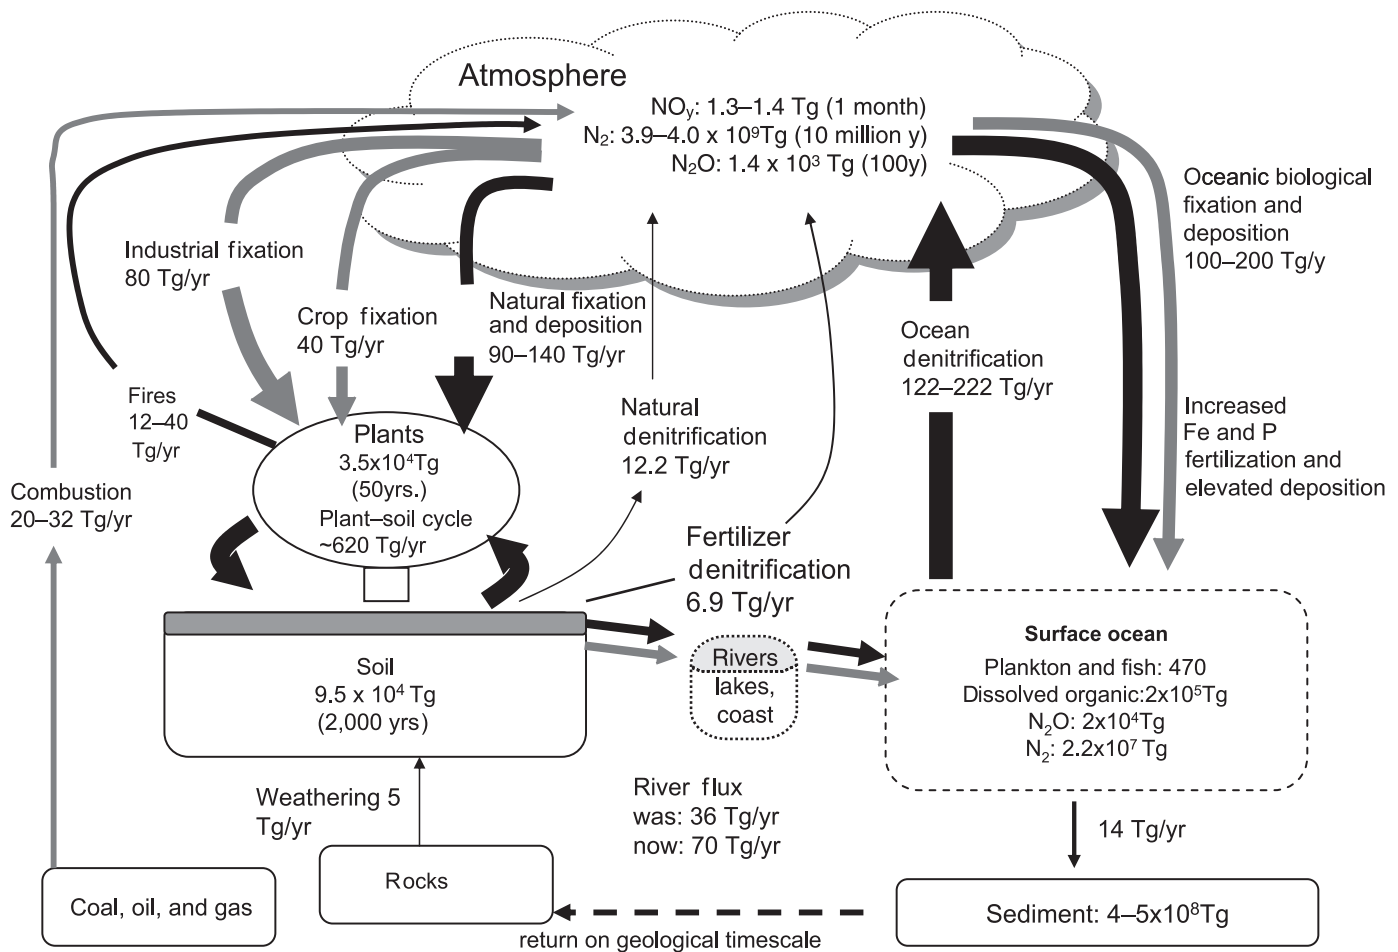 Atmosphere
NOy: 1.3–1.4 Tg (1 month)
N₂: 3.9–4.0 x 10⁹Tg (10 million y)
N₂O: 1.4 x 10³ Tg (100y)
Industrial fixation
80 Tg/yr
Crop fixation
40 Tg/yr
Natural fixation
and deposition
90–140 Tg/yr
Oceanic biological
fixation and
deposition
100–200 Tg/y
Ocean
denitrification
122–222 Tg/yr
Fires
12–40
Tg/yr
Plants
3.5x10⁴Tg
(50yrs.)
Plant–soil cycle
~620 Tg/yr
Natural
denitrification
12.2 Tg/yr
Increased
Fe and P
fertilization and
elevated deposition
Combustion
20–32 Tg/yr
Fertilizer
denitrification
6.9 Tg/yr
Soil
9.5 x 10⁴ Tg
(2,000 yrs)
Rivers
lakes,
coast
Surface ocean
Plankton and fish: 470
Dissolved organic:2x10⁵Tg
N₂O: 2x10⁴Tg
N₂: 2.2x10⁷ Tg
Weathering 5
Tg/yr
River flux
was: 36 Tg/yr
now: 70 Tg/yr
14 Tg/yr
Coal, oil, and gas
Rocks
Sediment: 4–5x10⁸Tg
return on geological timescale